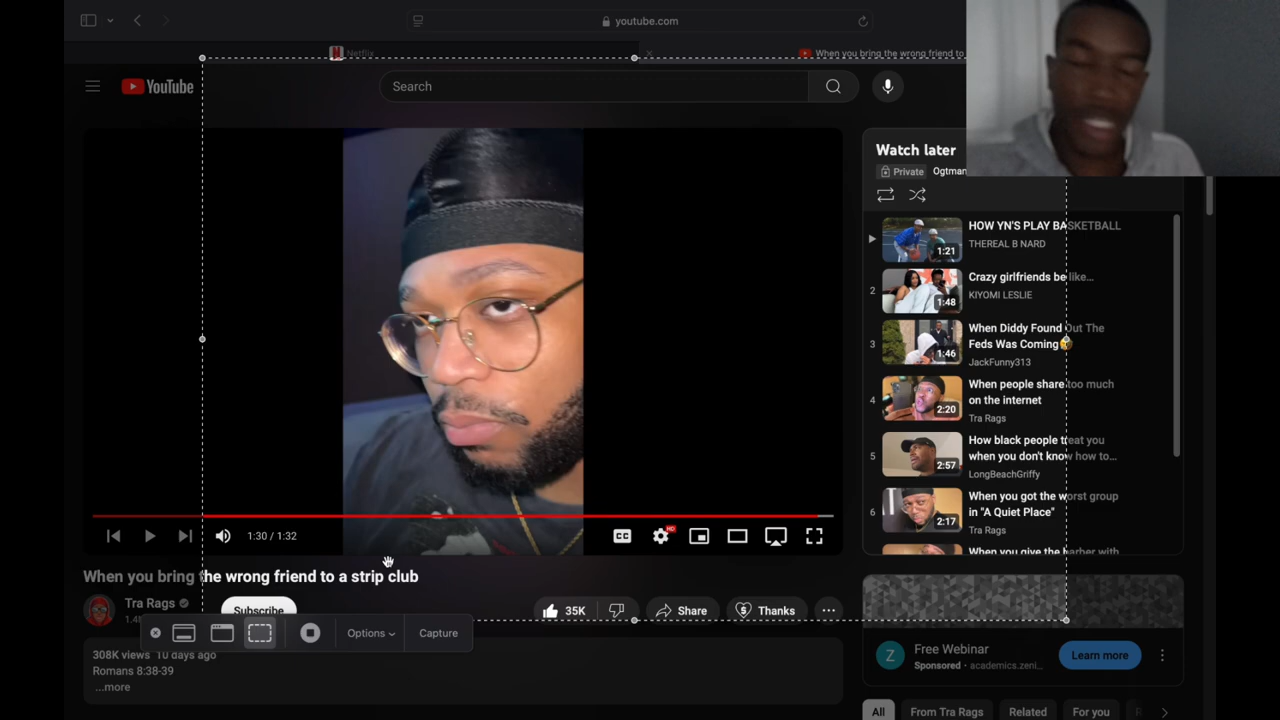 youtube.com
Netflix
When you bring the wrong friend to
YouTube
Search
Watch later
Private
Ogtman
HOW YN'S PLAY BASKETBALL
THEREAL B NARD
1:21
2
Crazy girlfriends be like...
KIYOMI LESLIE
1:48
3
When Diddy Found Out The
Feds Was Coming
JackFunny313
1:46
4
When people share too much
on the internet
Tra Rags
2:20
5
How black people treat you
when you don't know how to...
LongBeachGriffy
2:57
6
When you got the worst group
in "A Quiet Place"
Tra Rags
2:17
When you give the barber with
1:30 / 1:32
CC
HD
When you bring the wrong friend to a strip club
Tra Rags
Subscribe
35K
Share
Thanks
Options
Capture
308K views 10 days ago
Romans 8:38-39
...more
Z
Free Webinar
Sponsored • academics.zeni...
Learn more
All
From Tra Rags
Related
For you